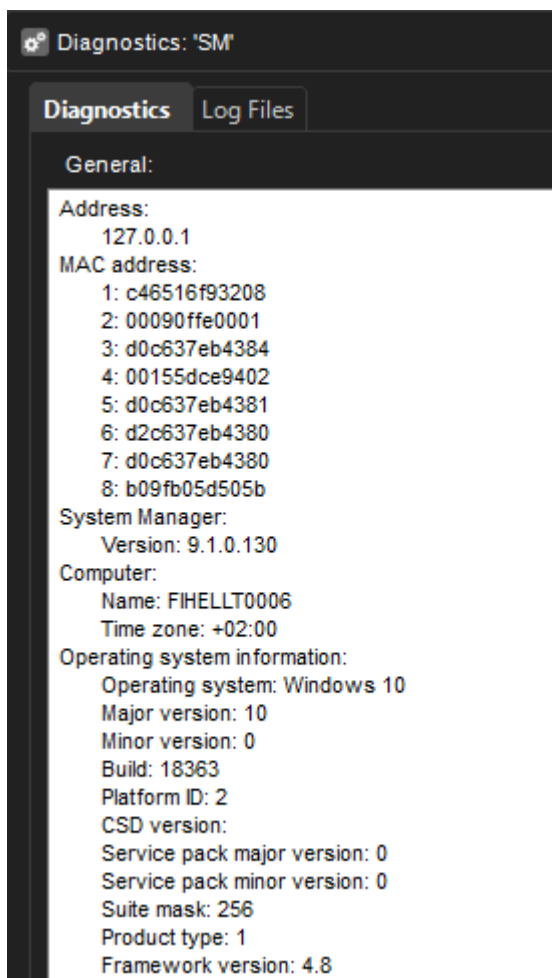 Diagnostics: 'SM'
Diagnostics Log Files
General:
Address:
127.0.0.1
MAC address:
1: c46516f93208
2: 00090ffe0001
3: d0c637eb4384
4: 00155dce9402
5: d0c637eb4381
6: d2c637eb4380
7: d0c637eb4380
8: b09fb05d505b
System Manager:
Version: 9.1.0.130
Computer:
Name: FIHELLT0006
Time zone: +02:00
Operating system information:
Operating system: Windows 10
Major version: 10
Minor version: 0
Build: 18363
Platform ID: 2
CSD version:
Service pack major version: 0
Service pack minor version: 0
Suite mask: 256
Product type: 1
Framework version: 4.8